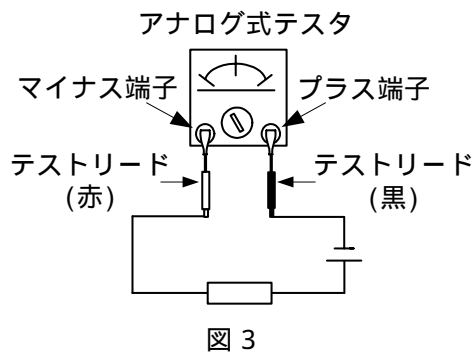 アナログ式テスタ
マイナス端子
プラス端子
テストリード
(赤)
テストリード
(黒)
図 3